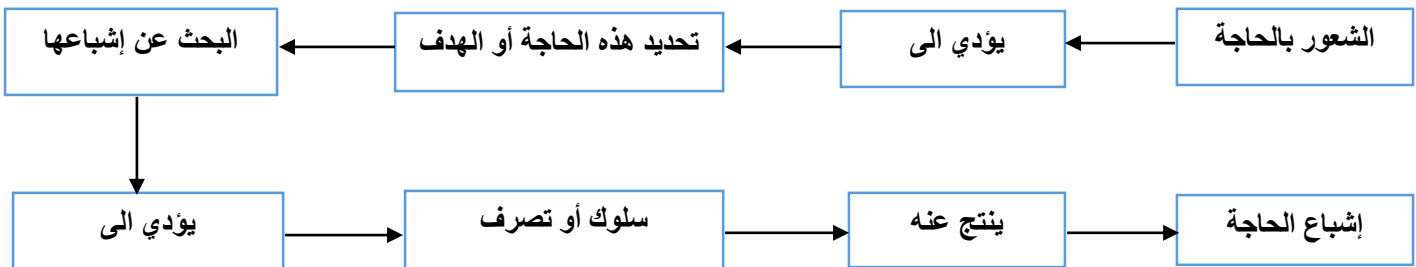 الشعور بالحاجة
يؤدي الى
تحديد هذه الحاجة أو الهدف
البحث عن إشباعها
يؤدي الى
سلوك أو تصرف
ينتج عنه
إشباع الحاجة